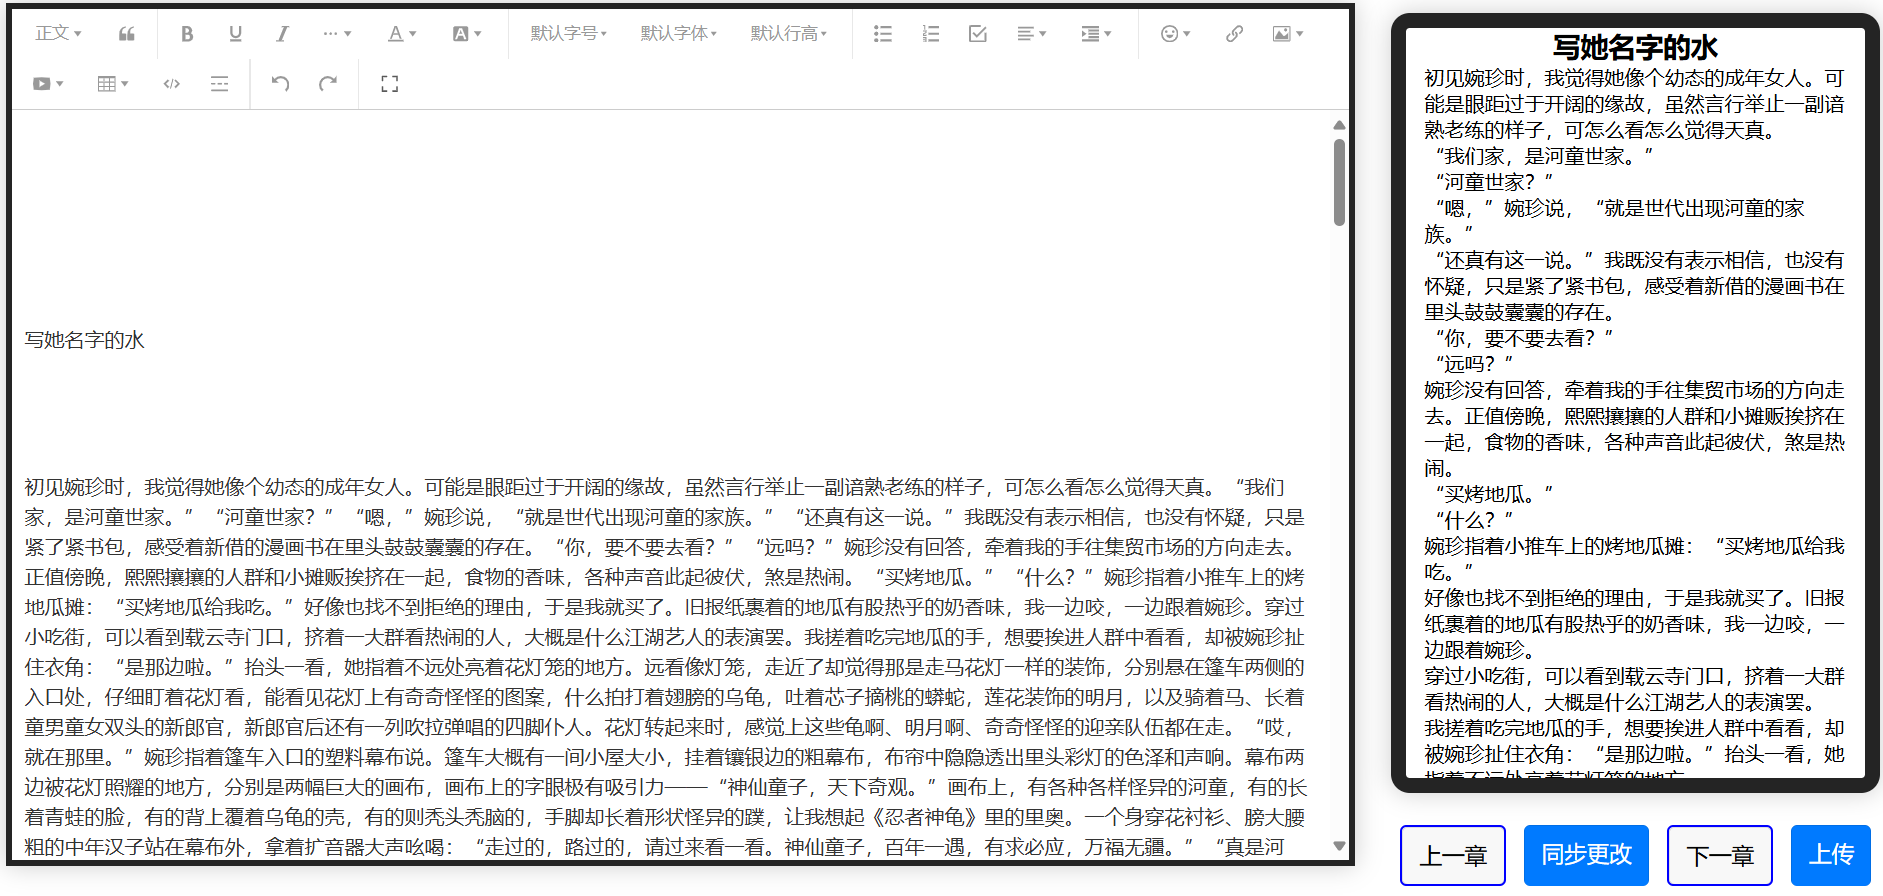 正文
B U I ··· A A 默认字号 默认字体 默认行高
写她名字的水
初见婉珍时，我觉得她像个幼态的成年女人。可能是眼距过于开阔的缘故，虽然言行举止一副谙熟老练的样子，可怎么看怎么觉得天真。 “我们
家，是河童世家。” “河童世家？” “嗯，”婉珍说， “就是世代出现河童的家族。” “还真有这一说。”我既没有表示相信，也没有怀疑，只是
紧了紧书包，感受着新借的漫画书在里头鼓鼓囊囊的存在。 “你，要不要去看？” “远吗？”婉珍没有回答，牵着我的手往集贸市场的方向走去。
正值傍晚，熙熙攘攘的人群和小摊贩挨挤在一起，食物的香味，各种声音此起彼伏，煞是热闹。 “买烤地瓜。” “什么？”婉珍指着小推车上的烤
地瓜摊： “买烤地瓜给我吃。”好像也找不到拒绝的理由，于是我就买了。旧报纸裹着的地瓜有股热乎的奶香味，我一边咬，一边跟着婉珍。穿过
小吃街，可以看到载云寺门口，挤着一大群看热闹的人，大概是什么江湖艺人的表演罢。我搓着吃完地瓜的手，想要挨进人群中看看，却被婉珍扯
住衣角： “是那边啦。”抬头一看，她指着不远处亮着花灯笼的地方。远看像灯笼，走近了却觉得那是走马花灯一样的装饰，分别悬在篷车两侧的
入口处，仔细盯着花灯看，能看见花灯上有奇奇怪怪的图案，什么拍打着翅膀的乌龟，吐着芯子摘桃的蟒蛇，莲花装饰的明月，以及骑着马、长着
童男童女双头的新郎官，新郎官后还有一列吹拉弹唱的四脚仆人。花灯转起来时，感觉上这些龟啊、明月啊、奇奇怪怪的迎亲队伍都在走。 “哎，
就在那里。”婉珍指着篷车入口的塑料幕布说。篷车大概有一间小屋大小，挂着镶银边的粗幕布，布帘中隐隐透出里头彩灯的色泽和声响。幕布两
边被花灯照耀的地方，分别是两幅巨大的画布，画布上的字眼极有吸引力——“神仙童子，天下奇观。”画布上，有各种各样怪异的河童，有的长
着青蛙的脸，有的背上覆着乌龟的壳，有的则秃头秃脑的，手脚却长着形状怪异的蹼，让我想起《忍者神龟》里的里奥。一个身穿花衬衫、膀大腰
粗的中年汉子站在幕布外，拿着扩音器大声吆喝： “走过的，路过的，请过来看一看。神仙童子，百年一遇，有求必应，万福无疆。” “真是河
写她名字的水
初见婉珍时，我觉得她像个幼态的成年女人。可
能是眼距过于开阔的缘故，虽然言行举止一副谙
熟老练的样子，可怎么看怎么觉得天真。
“我们家，是河童世家。”
“河童世家？”
“嗯，”婉珍说， “就是世代出现河童的家
族。”
“还真有这一说。”我既没有表示相信，也没有
怀疑，只是紧了紧书包，感受着新借的漫画书在
里头鼓鼓囊囊的存在。
“你，要不要去看？”
“远吗？”
婉珍没有回答，牵着我的手往集贸市场的方向走
去。正值傍晚，熙熙攘攘的人群和小摊贩挨挤在
一起，食物的香味，各种声音此起彼伏，煞是热
闹。
“买烤地瓜。”
“什么？”
婉珍指着小推车上的烤地瓜摊： “买烤地瓜给我
吃。”
好像也找不到拒绝的理由，于是我就买了。旧报
纸裹着的地瓜有股热乎的奶香味，我一边咬，一
边跟着婉珍。
穿过小吃街，可以看到载云寺门口，挤着一大群
看热闹的人，大概是什么江湖艺人的表演罢。
我搓着吃完地瓜的手，想要挨进人群中看看，却
被婉珍扯住衣角： “是那边啦。”抬头一看，她
指着不远处亮着花灯笼的地方
上一章 同步更改 下一章 上传